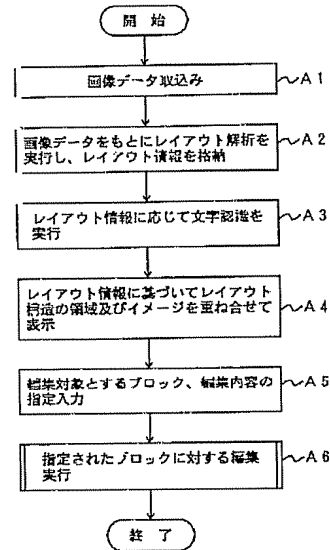 開 始
画像データ取込み
A1
画像データをもとにレイアウト解析を
実行し、レイアウト情報を格納
A2
レイアウト情報に応じて文字認識を
実行
A3
レイアウト情報に基づいてレイアウト
構造の領域及びイメージを重ね合せて
表示
A4
編集対象とするブロック、編集内容の
指定入力
A5
指定されたブロックに対する編集
実行
A6
終 了